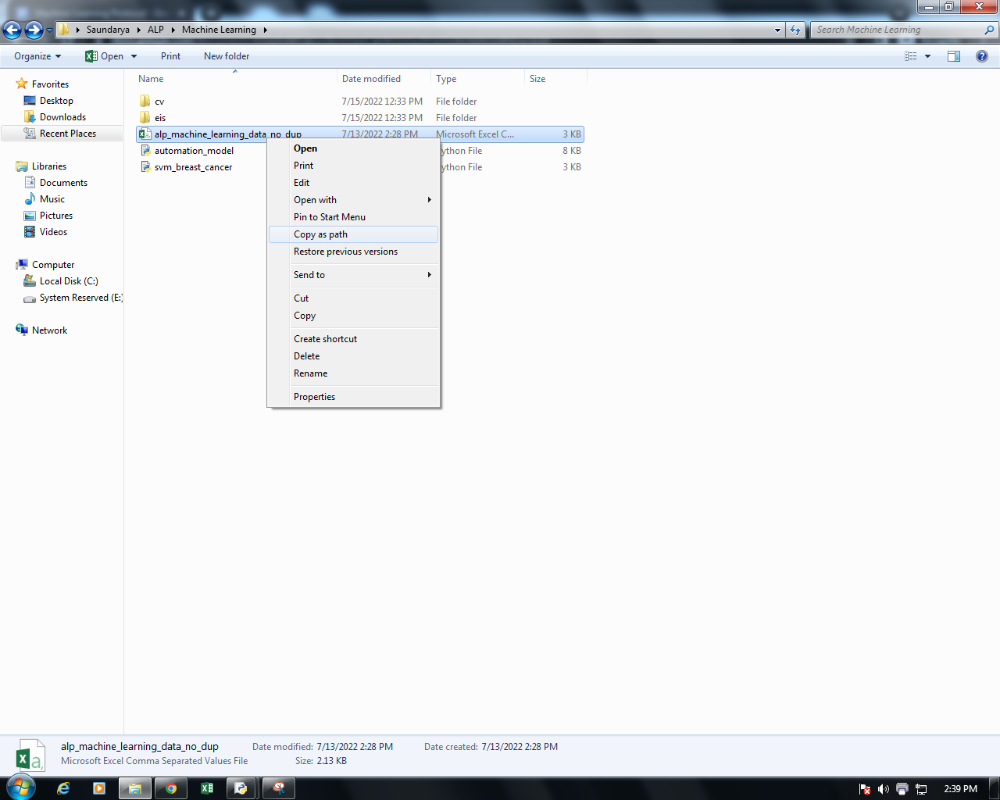 Saundarya ALP Machine Learning
Search Machine Learning
Organize Open Print New folder
Name Date modified Type Size
Favorites
Desktop
Downloads
Recent Places
Libraries
Documents
Music
Pictures
Videos
Computer
Local Disk (C:)
System Reserved (E:)
Network
cv 7/15/2022 12:33 PM File folder
eis 7/15/2022 12:33 PM File folder
alp_machine_learning_data_no_dup 7/13/2022 2:28 PM Microsoft Excel C... 3 KB
automation_model ython File 8 KB
svm_breast_cancer ython File 3 KB
Open
Print
Edit
Open with
Pin to Start Menu
Copy as path
Restore previous versions
Send to
Cut
Copy
Create shortcut
Delete
Rename
Properties
alp_machine_learning_data_no_dup Date modified: 7/13/2022 2:28 PM Date created: 7/13/2022 2:28 PM
Microsoft Excel Comma Separated Values File Size: 2.13 KB
2:39 PM